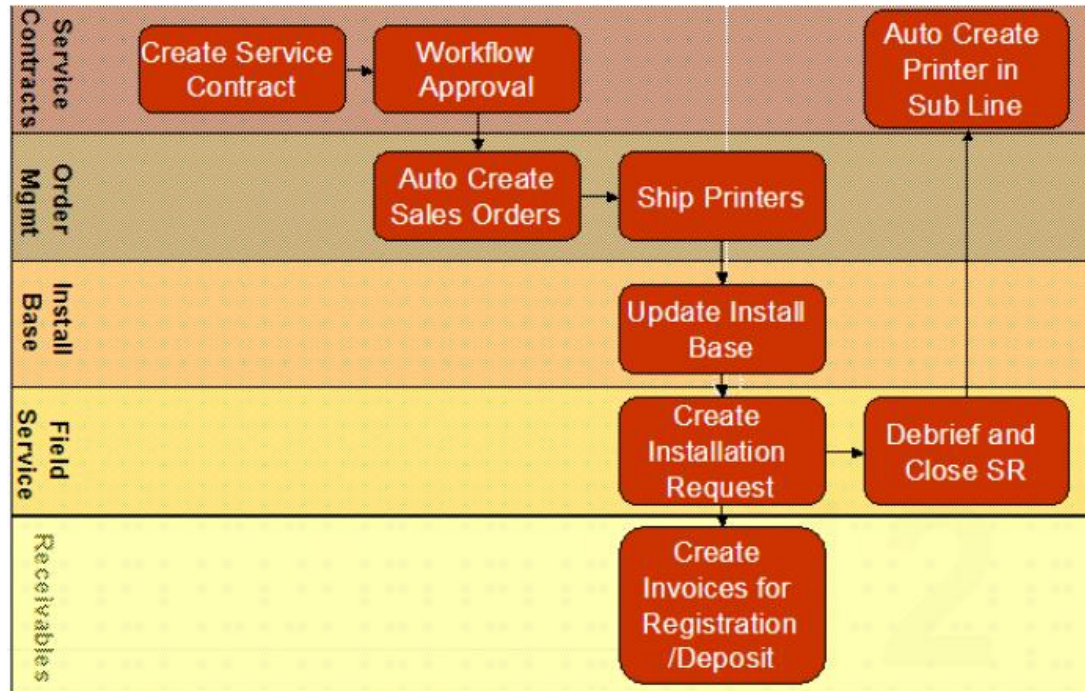 Service
Contracts
Create Service
Contract
Workflow
Approval
Auto Create
Printer in
Sub Line
Order
Mgmt
Auto Create
Sales Orders
Ship Printers
Install
Base
Update Install
Base
Field
Service
Create
Installation
Request
Debrief and
Close SR
Receivables
Create
Invoices for
Registration
/Deposit
2